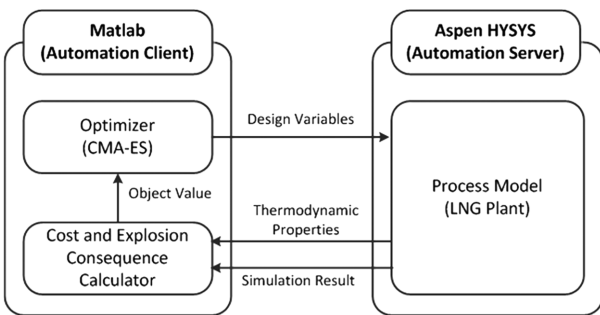 Matlab
(Automation Client)
Aspen HYSYS
(Automation Server)
Optimizer
(CMA-ES)
Design Variables
Object Value
Process Model
(LNG Plant)
Thermodynamic
Properties
Cost and Explosion
Consequence
Calculator
Simulation Result